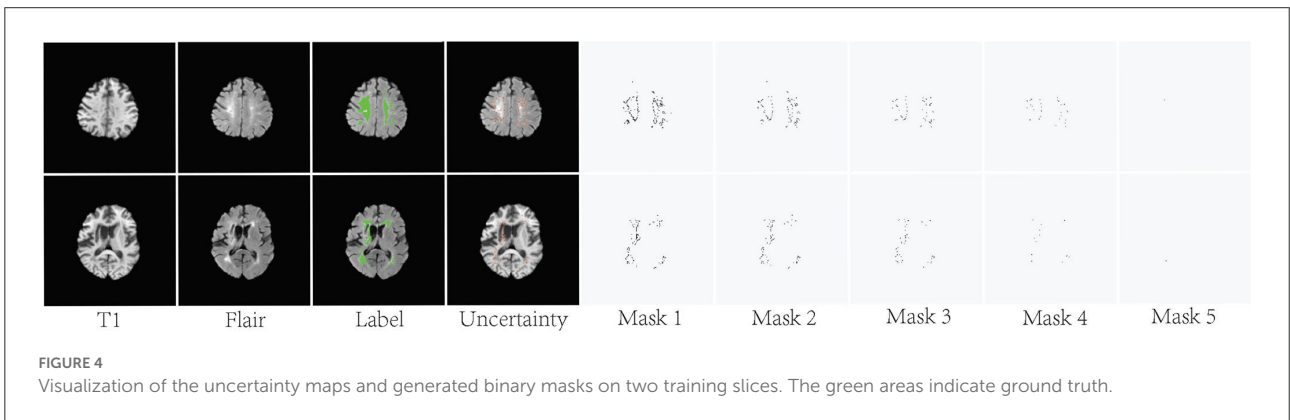 T1 Flair Label Uncertainty Mask 1 Mask 2 Mask 3 Mask 4 Mask 5
FIGURE 4
Visualization of the uncertainty maps and generated binary masks on two training slices. The green areas indicate ground truth.